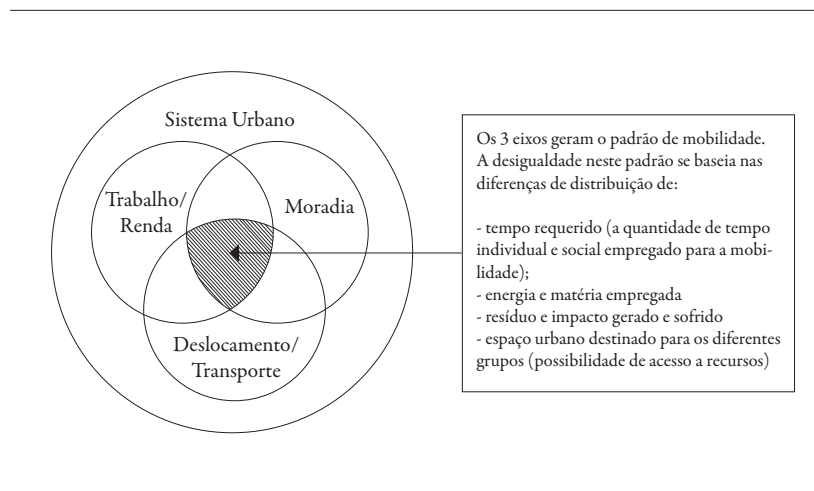 Sistema Urbano
Trabalho/
Renda
Moradia
Deslocamento/
Transporte
Os 3 eixos geram o padrão de mobilidade.
A desigualdade neste padrão se baseia nas
diferenças de distribuição de:
- tempo requerido (a quantidade de tempo
individual e social empregado para a mobi-
lidade);
- energia e matéria empregada
- resíduo e impacto gerado e sofrido
- espaço urbano destinado para os diferentes
grupos (possibilidade de acesso a recursos)